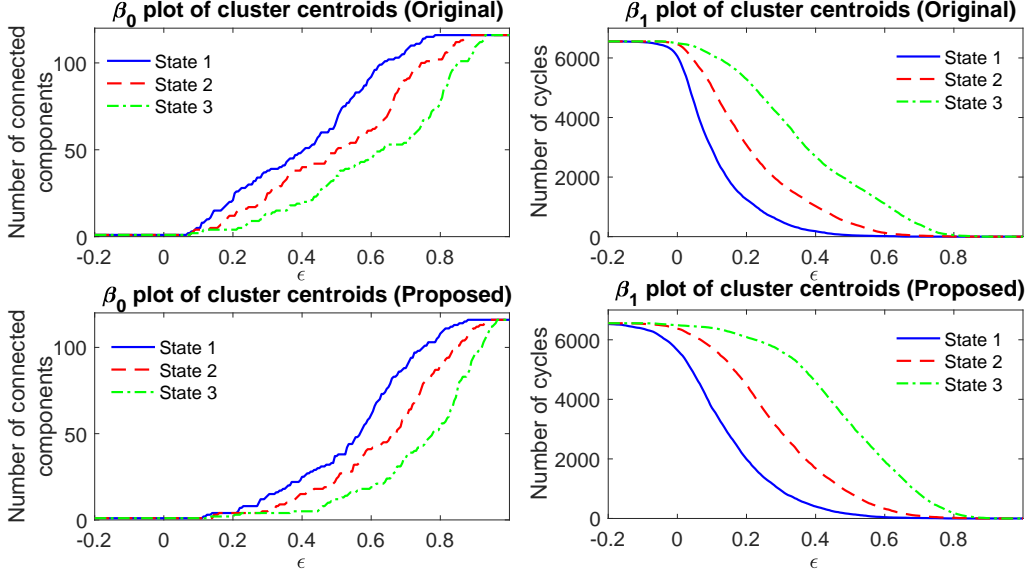 β0 plot of cluster centroids (Original)
Number of connected
components
100
50
0
State 1
State 2
State 3
-0.2 0 0.2 0.4 0.6 0.8
ϵ
β1 plot of cluster centroids (Original)
Number of cycles
6000
4000
2000
0
State 1
State 2
State 3
-0.2 0 0.2 0.4 0.6 0.8
ϵ
β0 plot of cluster centroids (Proposed)
Number of connected
components
100
50
0
State 1
State 2
State 3
-0.2 0 0.2 0.4 0.6 0.8
ϵ
β1 plot of cluster centroids (Proposed)
Number of cycles
6000
4000
2000
0
State 1
State 2
State 3
-0.2 0 0.2 0.4 0.6 0.8
ϵ